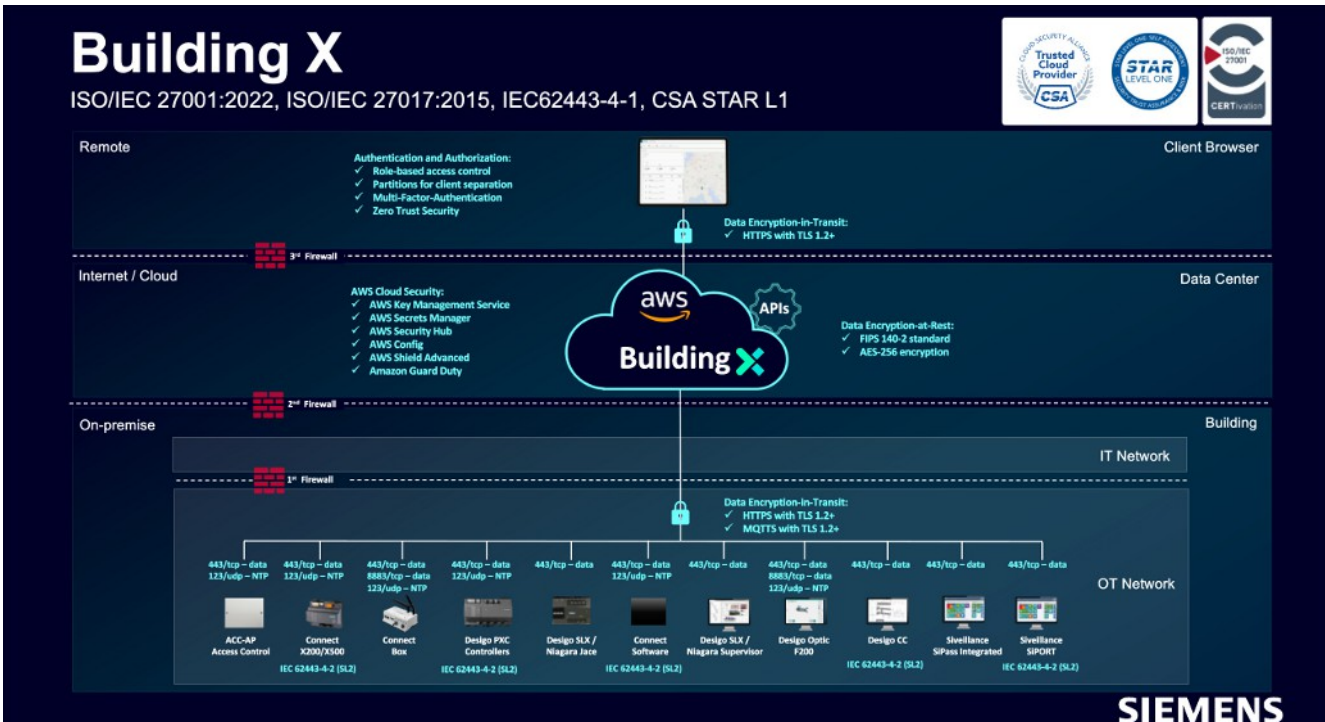 Building X
ISO/IEC 27001:2022, ISO/IEC 27017:2015, IEC62443-4-1, CSA STAR L1
CLOUD SECURITY ALLIANCE
Trusted
Cloud
Provider
CSA
STAR LEVEL ONE: SELF-ASSESSMENT
STAR
LEVEL ONE
ISO/IEC
27001
CERTivation
Remote
Client Browser
Authentication and Authorization:
✓ Role-based access control
✓ Partitions for client separation
✓ Multi-Factor-Authentication
✓ Zero Trust Security
Data Encryption-in-Transit:
✓ HTTPS with TLS 1.2+
3rd Firewall
Internet / Cloud
Data Center
AWS Cloud Security:
✓ AWS Key Management Service
✓ AWS Secrets Manager
✓ AWS Security Hub
✓ AWS Config
✓ AWS Shield Advanced
✓ Amazon Guard Duty
aws
APIs
Building X
Data Encryption-at-Rest:
✓ FIPS 140-2 standard
✓ AES-256 encryption
2nd Firewall
On-premise
Building
IT Network
1st Firewall
Data Encryption-in-Transit:
✓ HTTPS with TLS 1.2+
✓ MQTTS with TLS 1.2+
OT Network
443/tcp – data
123/udp – NTP
ACC-AP
Access Control
443/tcp – data
123/udp – NTP
Connect
X200/X500
IEC 62443-4-2 (SL2)
443/tcp – data
8883/tcp – data
123/udp – NTP
Connect
Box
443/tcp – data
123/udp – NTP
Desigo PXC
Controllers
IEC 62443-4-2 (SL2)
443/tcp – data
Desigo SLX /
Niagara Jace
443/tcp – data
123/udp – NTP
Connect
Software
IEC 62443-4-2 (SL2)
443/tcp – data
Desigo SLX /
Niagara Supervisor
443/tcp – data
8883/tcp – data
123/udp – NTP
Desigo Optic
F200
443/tcp – data
Desigo CC
IEC 62443-4-2 (SL2)
443/tcp – data
Siveillance
SiPass Integrated
443/tcp – data
Siveillance
SiPORT
IEC 62443-4-2 (SL2)
SIEMENS